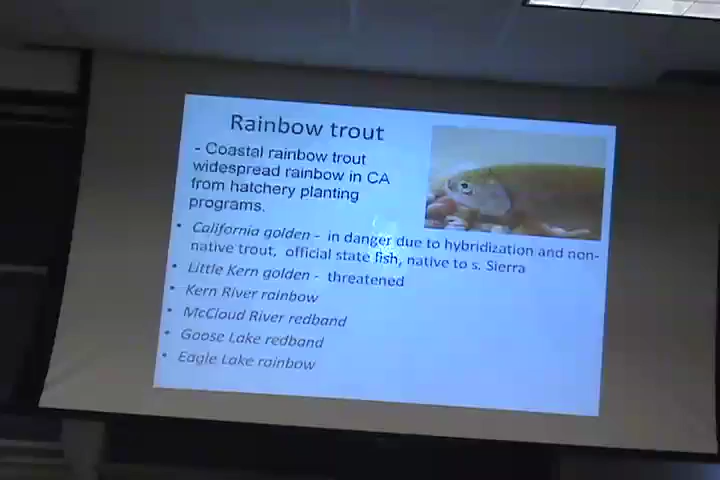 Rainbow trout
- Coastal rainbow trout
widespread rainbow in CA
from hatchery planting
programs.
• California golden - in danger due to hybridization and non-
native trout, official state fish, native to s. Sierra
• Little Kern golden - threatened
• Kern River rainbow
• McCloud River redband
• Goose Lake redband
• Eagle Lake rainbow